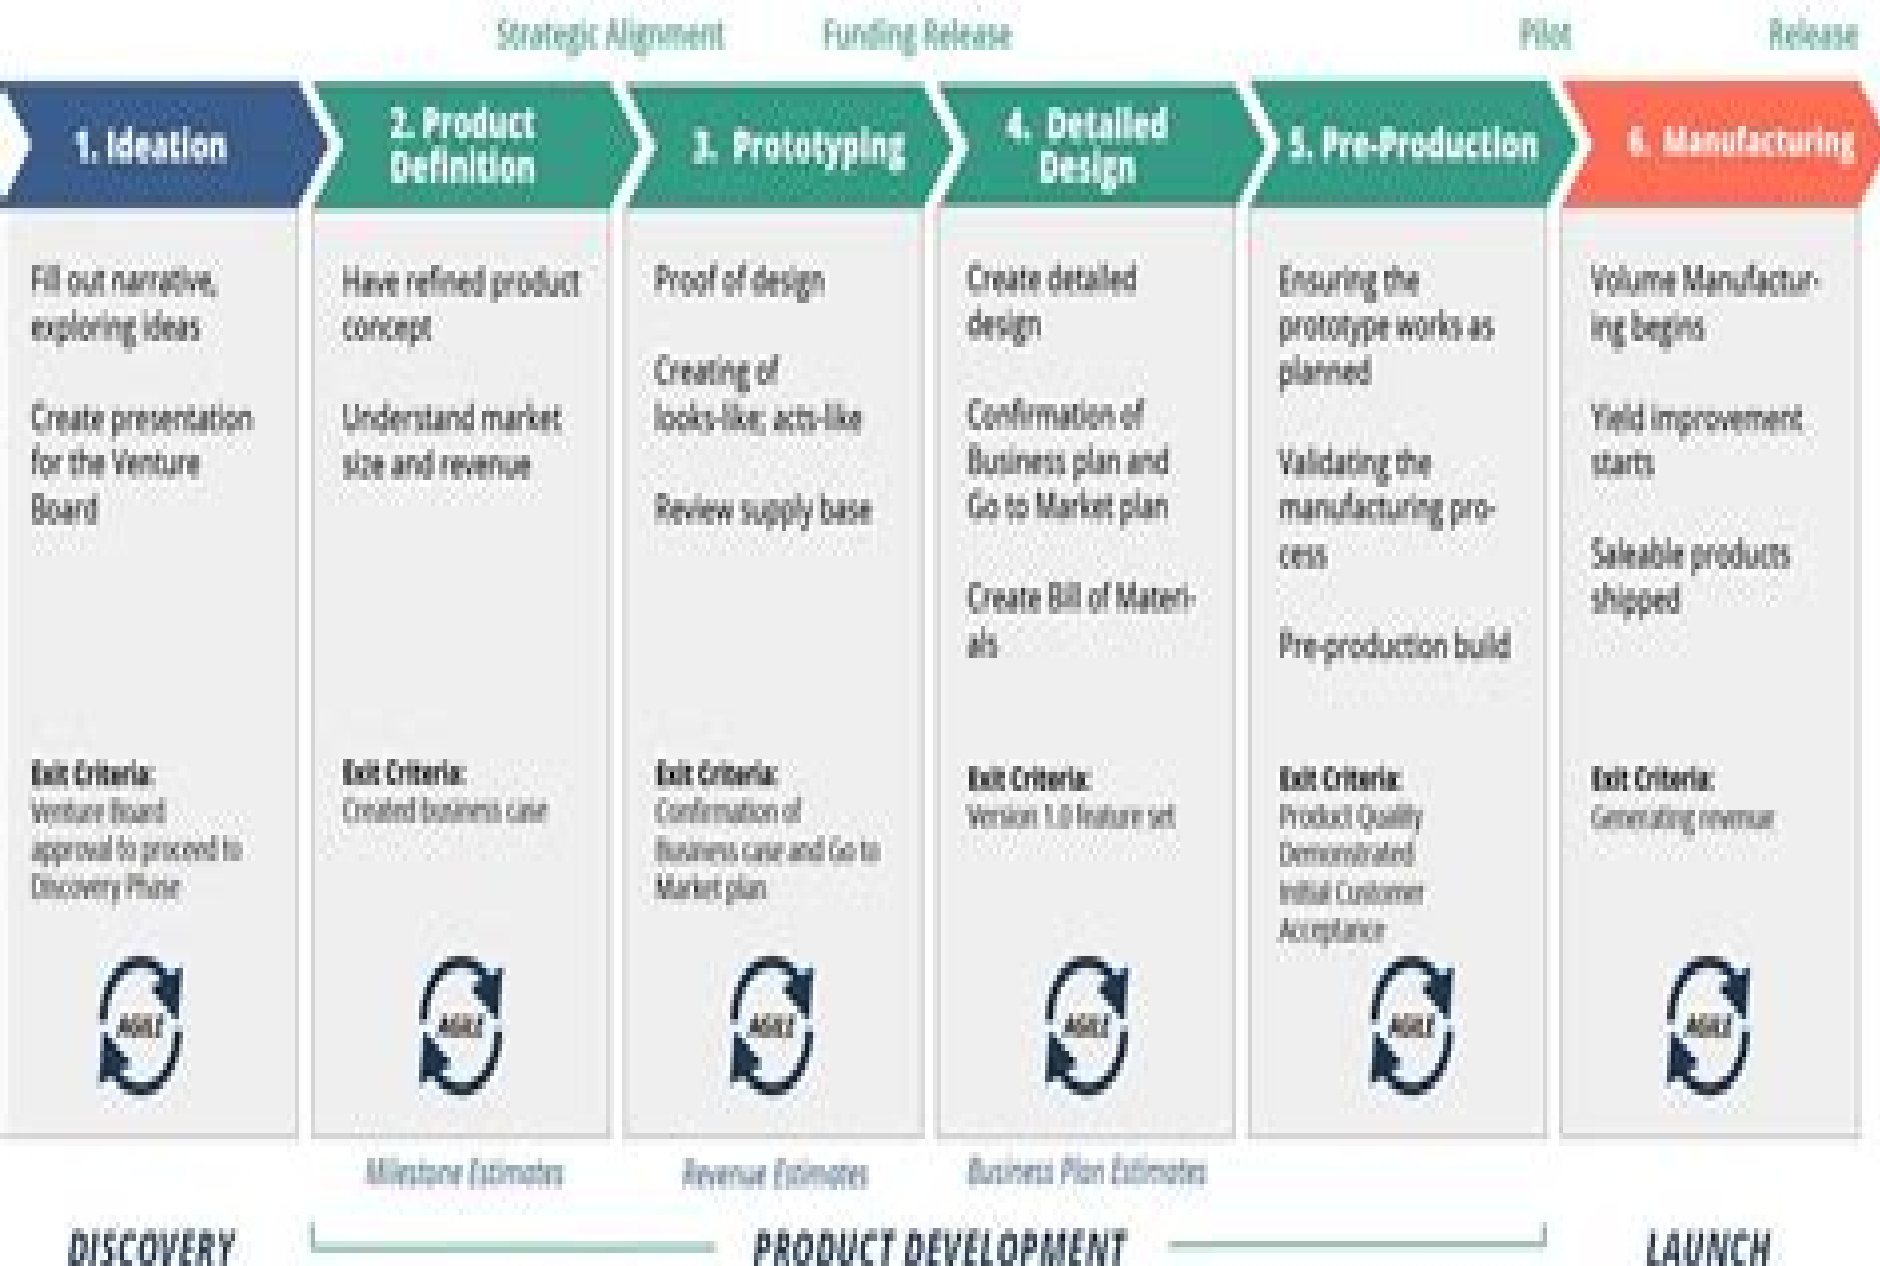 Strategic Alignment
Funding Release
Pilot
Release
1. Ideation
2. Product
Definition
3. Prototyping
4. Detailed
Design
5. Pre-Production
6. Manufacturing
Fill out narrative,
exploring ideas
Create presentation
for the Venture
Board
Exit Criteria:
Venture Board
approval to proceed to
Discovery Phase
AGILE
Have refined product
concept
Understand market
size and revenue
Exit Criteria:
Created business case
AGILE
Milestone Estimates
Proof of design
Creating of
looks-like; acts-like
Review supply base
Exit Criteria:
Confirmation of
Business case and Go to
Market plan
AGILE
Revenue Estimates
Create detailed
design
Confirmation of
Business plan and
Go to Market plan
Create Bill of Materi-
als
Exit Criteria:
Version 1.0 feature set
AGILE
Business Plan Estimates
Ensuring the
prototype works as
planned
Validating the
manufacturing pro-
cess
Pre-production build
Exit Criteria:
Product Quality
Demonstrated
Initial Customer
Acceptance
AGILE
Volume Manufactur-
ing begins
Yield improvement
starts
Saleable products
shipped
Exit Criteria:
Generating revenue
AGILE
DISCOVERY
PRODUCT DEVELOPMENT
LAUNCH